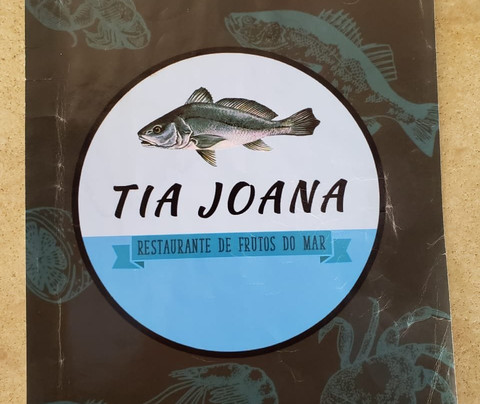 TIA JOANA
RESTAURANTE DE FRUTOS DO MAR